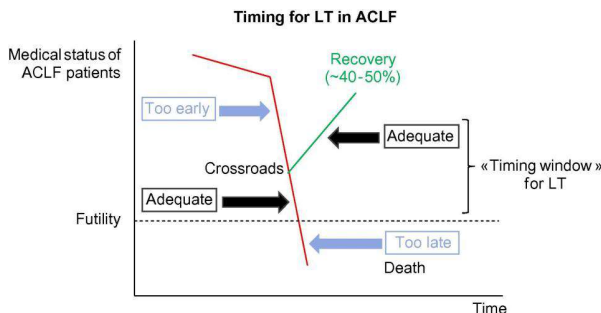 Timing for LT in ACLF
Medical status of
ACLF patients
Recovery
(~40-50%)
Too early
Adequate
Crossroads
«Timing window»
for LT
Adequate
Futility
Too late
Death
Time